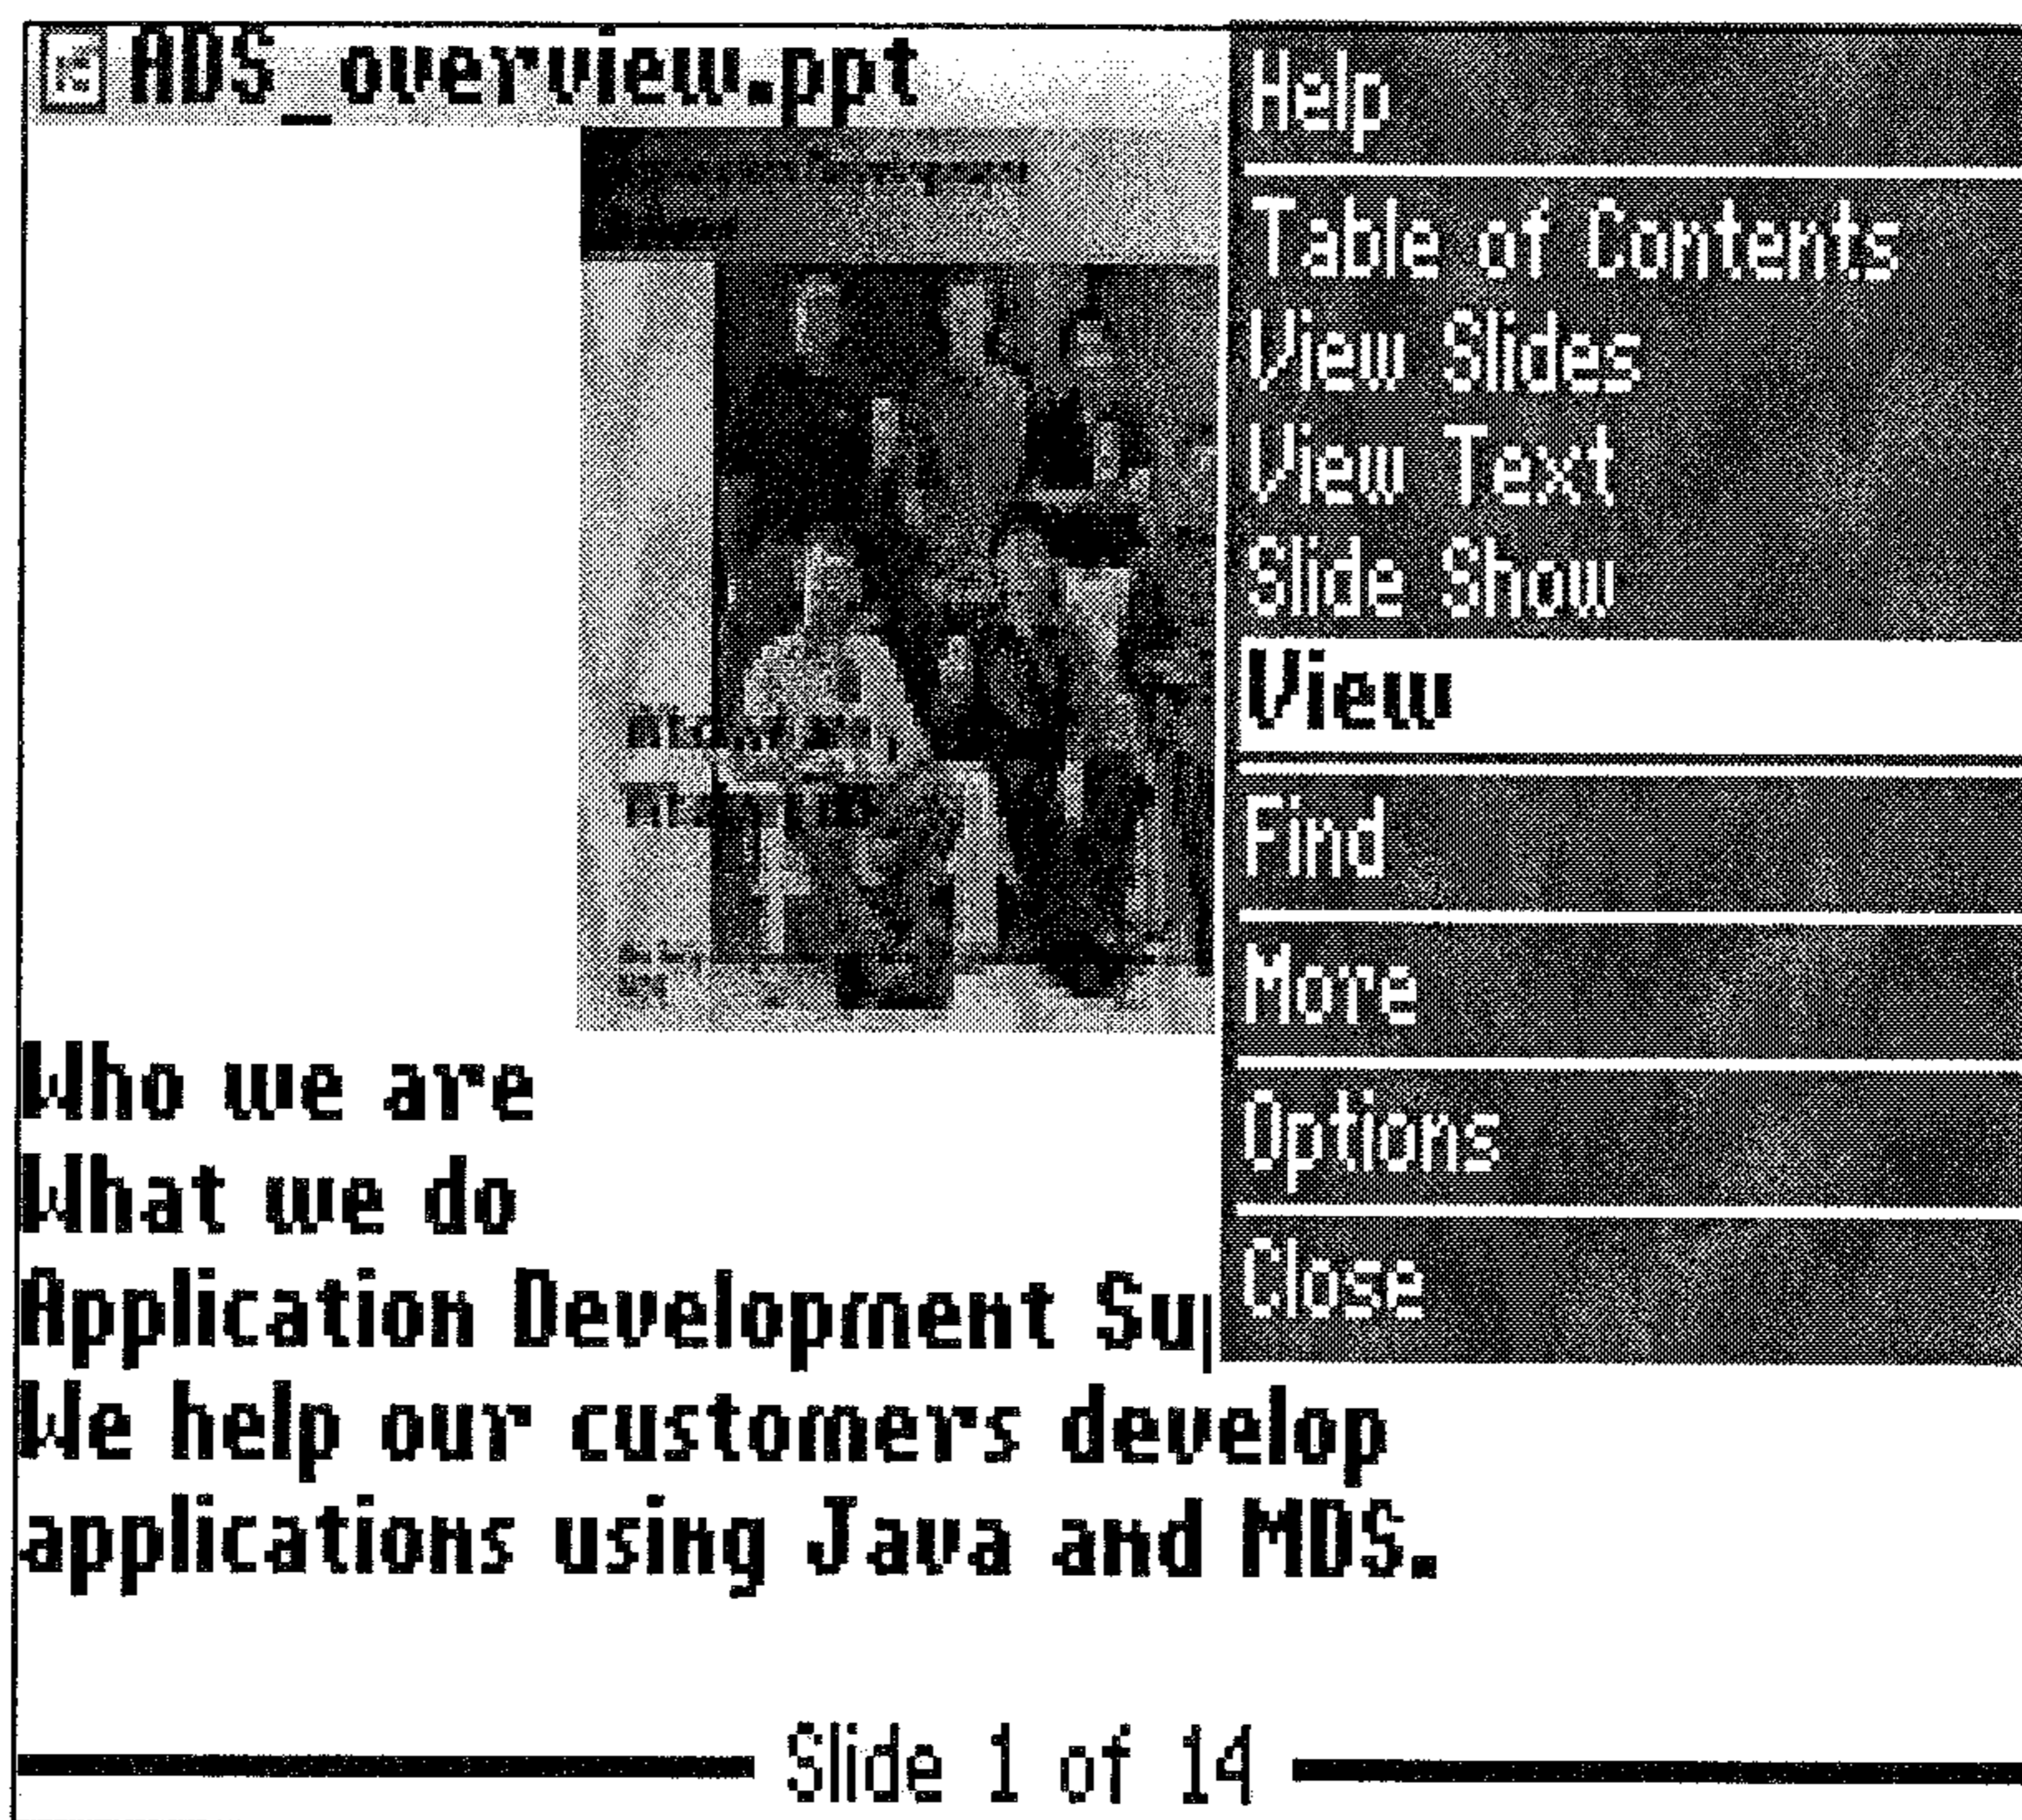 ADS_overview.ppt
Help
Table of Contents
View Slides
View Text
Slide Show
View
Find
More
Options
Close
Who we are
What we do
Application Development Sup
We help our customers develop
applications using Java and MDS.
Slide 1 of 14